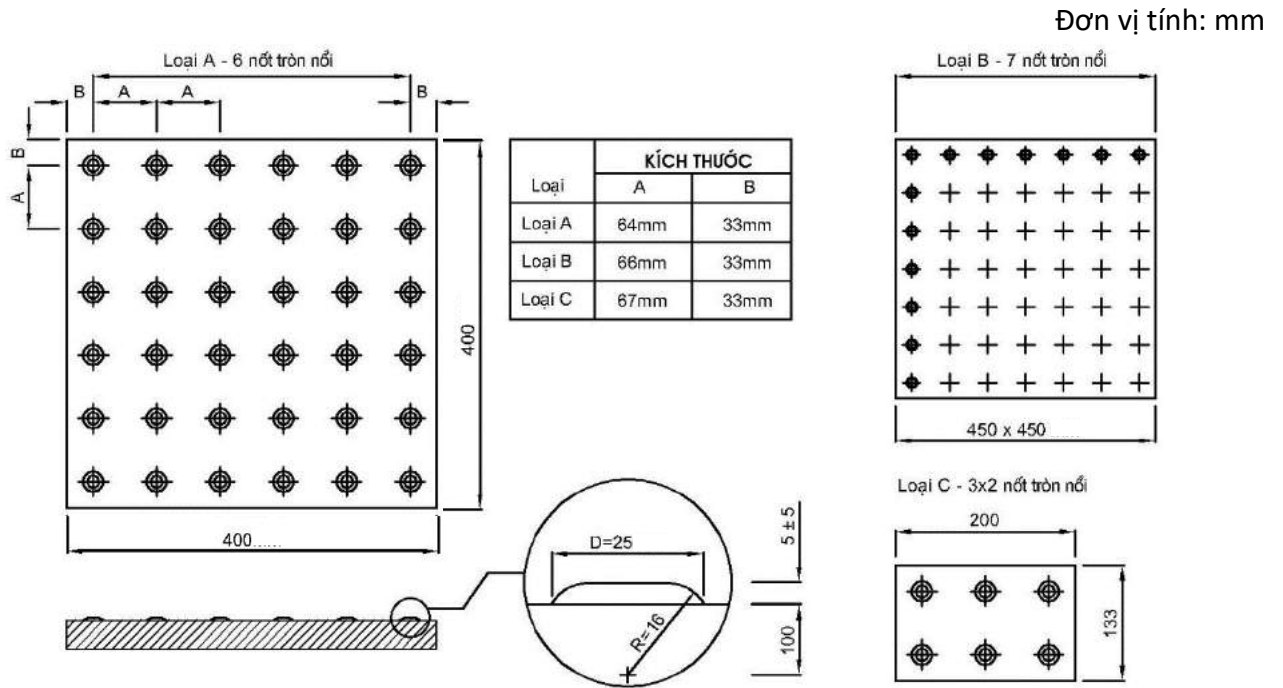 Đơn vị tính: mm
Loại A - 6 nốt tròn nổi
B A A B
B
A
400
400......
KÍCH THƯỚC
Loại A B
Loại A 64mm 33mm
Loại B 66mm 33mm
Loại C 67mm 33mm
Loại B - 7 nốt tròn nổi
450 x 450 ......
Loại C - 3x2 nốt tròn nổi
200
133
D=25
5 ± 5
R=16
100